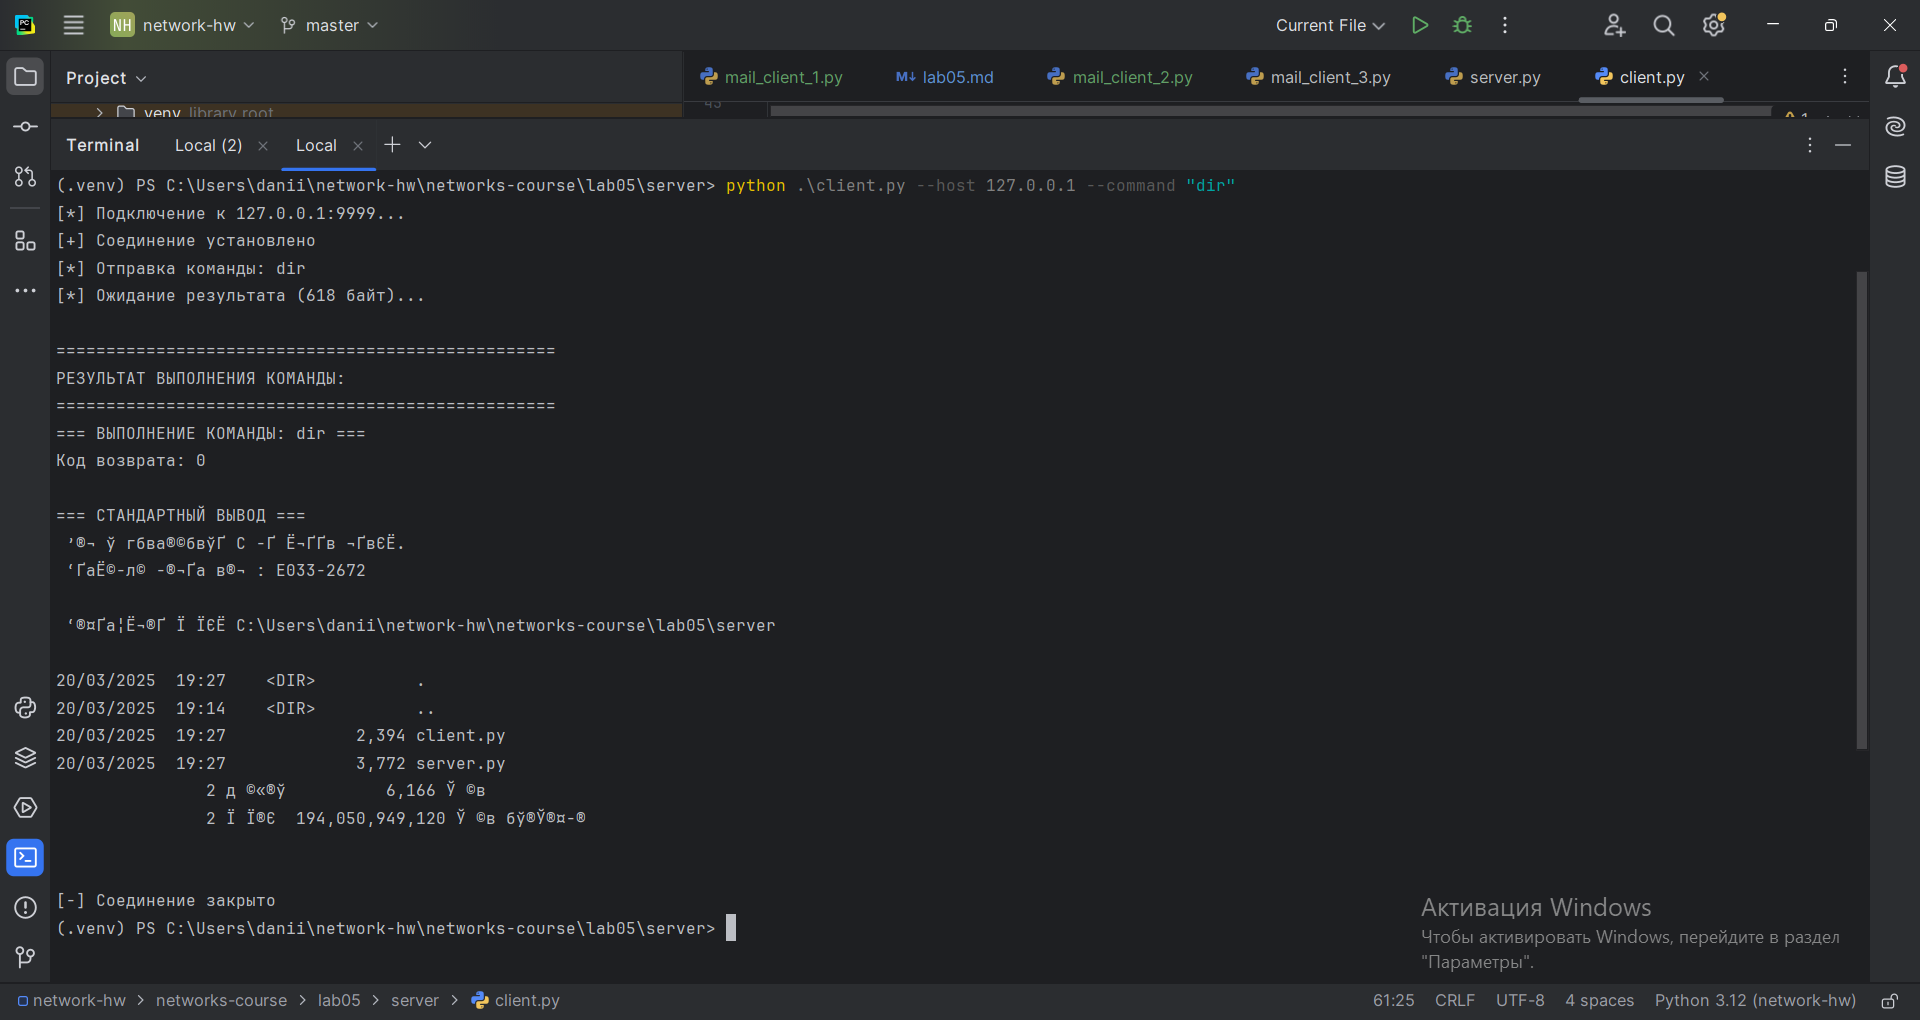 NH network-hw master Current File
Project mail_client_1.py M↓ lab05.md mail_client_2.py mail_client_3.py server.py client.py
venv library root
Terminal Local (2) Local
(.venv) PS C:\Users\danii\network-hw\networks-course\lab05\server> python .\client.py --host 127.0.0.1 --command "dir"
[*] Подключение к 127.0.0.1:9999...
[+] Соединение установлено
[*] Отправка команды: dir
[*] Ожидание результата (618 байт)...
==================================================
РЕЗУЛЬТАТ ВЫПОЛНЕНИЯ КОМАНДЫ:
==================================================
=== ВЫПОЛНЕНИЕ КОМАНДЫ: dir ===
Код возврата: 0
=== СТАНДАРТНЫЙ ВЫВОД ===
’®¬ ў гбва®©бвўҐ C -Ґ Ё¬ҐҐв ¬ҐвЄЁ.
‘ҐаЁ©-л© -®¬Ґа в®¬ : E033-2672
‘®¤Ґа¦Ё¬®Ґ Ї ЇЄЁ C:\Users\danii\network-hw\networks-course\lab05\server
20/03/2025  19:27    <DIR>          .
20/03/2025  19:14    <DIR>          ..
20/03/2025  19:27             2,394 client.py
20/03/2025  19:27             3,772 server.py
2 д ©«®ў          6,166 Ў ©в
2 Ї Ї®Є  194,050,949,120 Ў ©в бў®Ў®¤-®
[-] Соединение закрыто
(.venv) PS C:\Users\danii\network-hw\networks-course\lab05\server>
Активация Windows
Чтобы активировать Windows, перейдите в раздел
"Параметры".
network-hw > networks-course > lab05 > server > client.py 61:25 CRLF UTF-8 4 spaces Python 3.12 (network-hw)